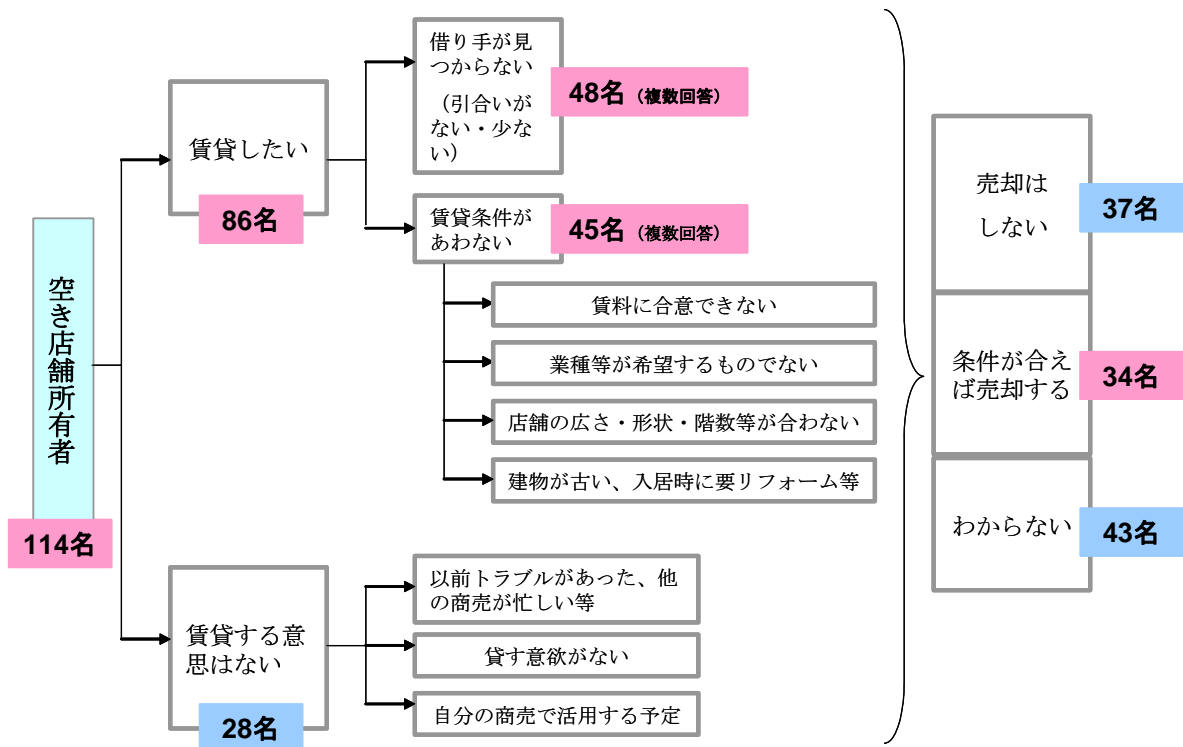 空き店舗所有者
114名
賃貸したい
86名
借り手が見
つからない
（引合いが
ない・少な
い）
48名（複数回答）
賃貸条件が
あわない
45名（複数回答）
賃料に合意できない
業種等が希望するものでない
店舗の広さ・形状・階数等が合わない
建物が古い、入居時に要リフォーム等
賃貸する意
思はない
28名
以前トラブルがあった、他
の商売が忙しい等
貸す意欲がない
自分の商売で活用する予定
売却は
しない
37名
条件が合え
ば売却する
34名
わからない
43名